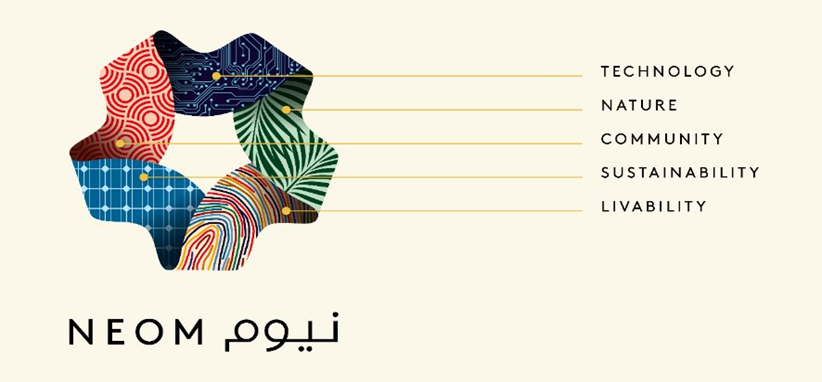 TECHNOLOGY
NATURE
COMMUNITY
SUSTAINABILITY
LIVABILITY
NEOM نيوم